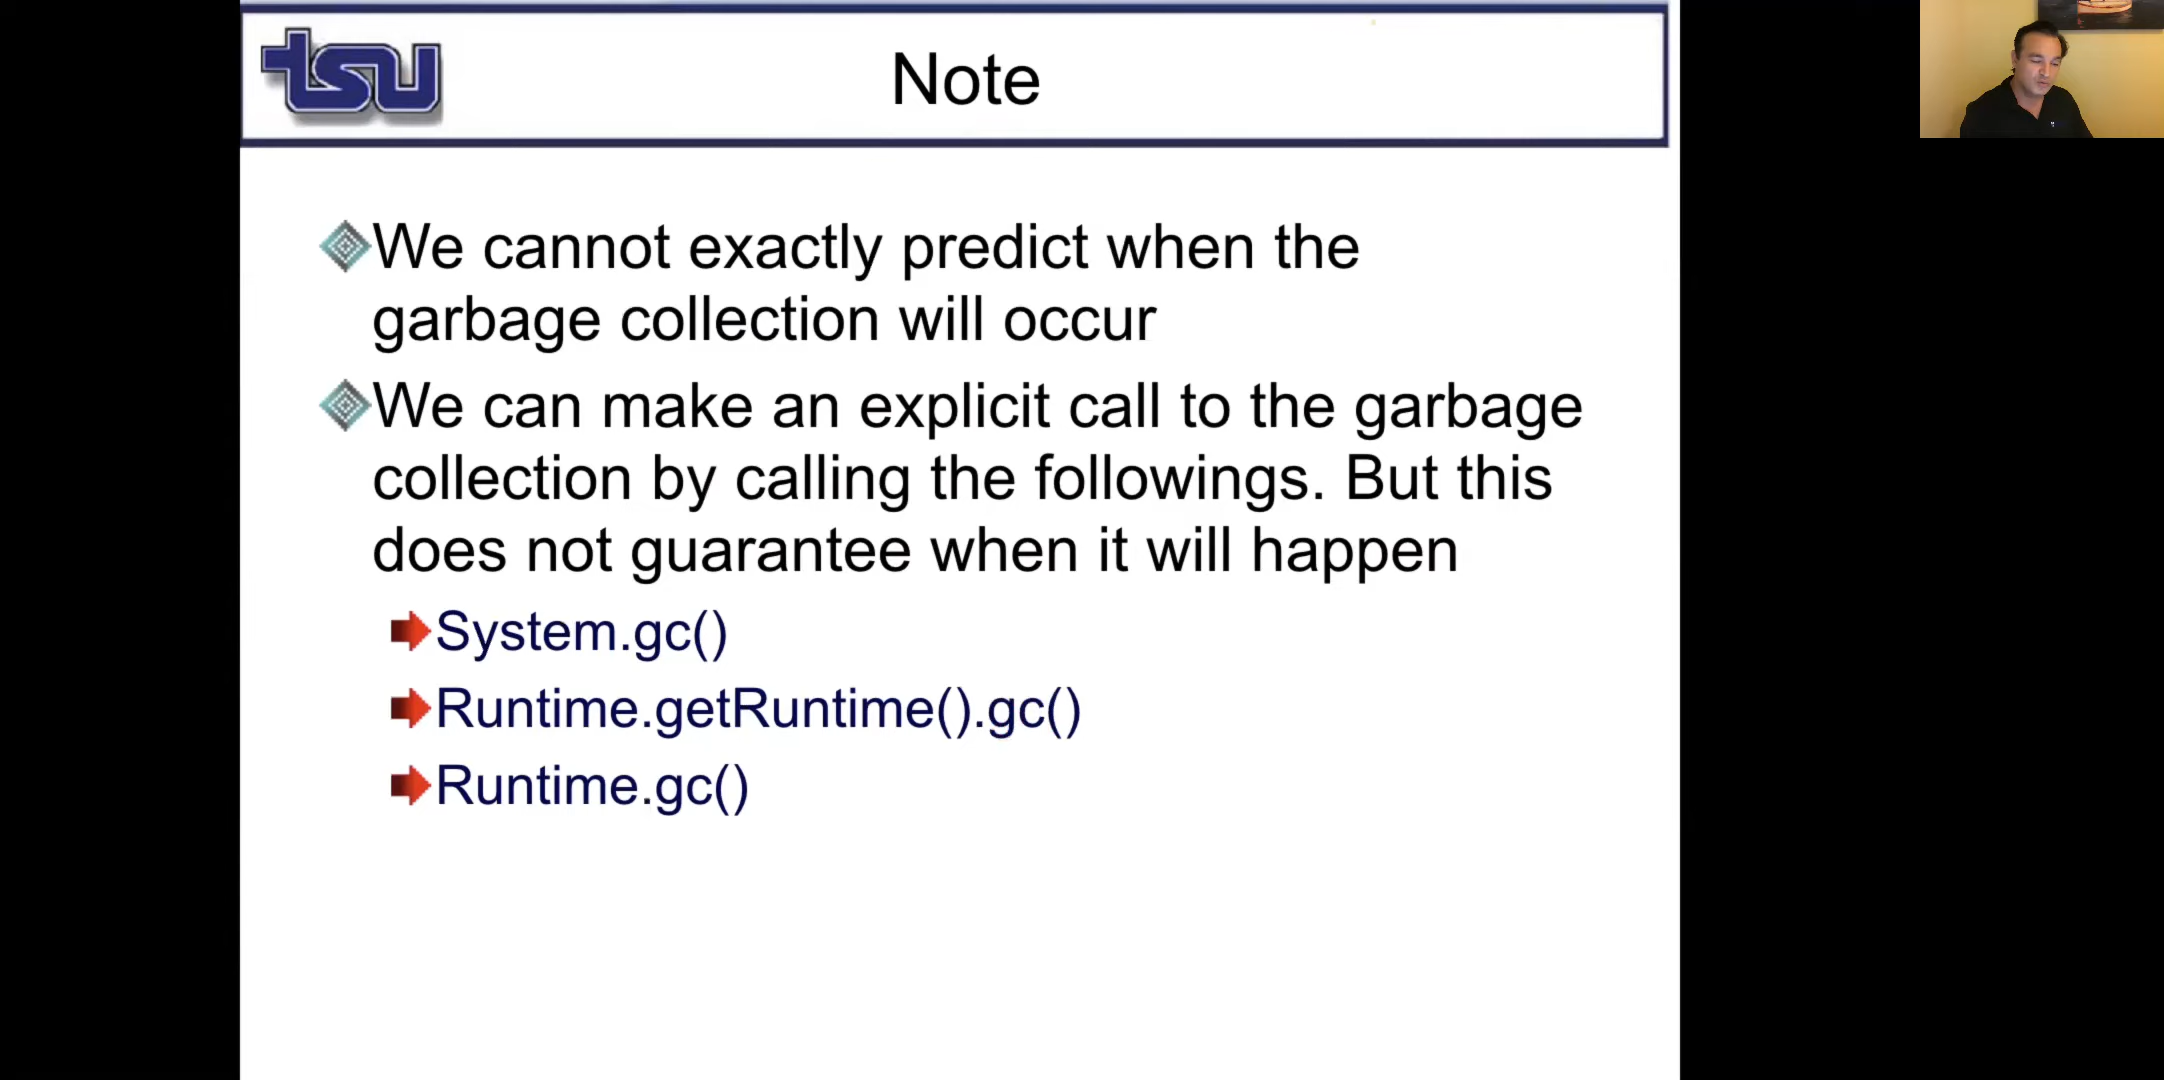 tsu
Note
We cannot exactly predict when the
garbage collection will occur
We can make an explicit call to the garbage
collection by calling the followings. But this
does not guarantee when it will happen
System.gc()
Runtime.getRuntime().gc()
Runtime.gc()